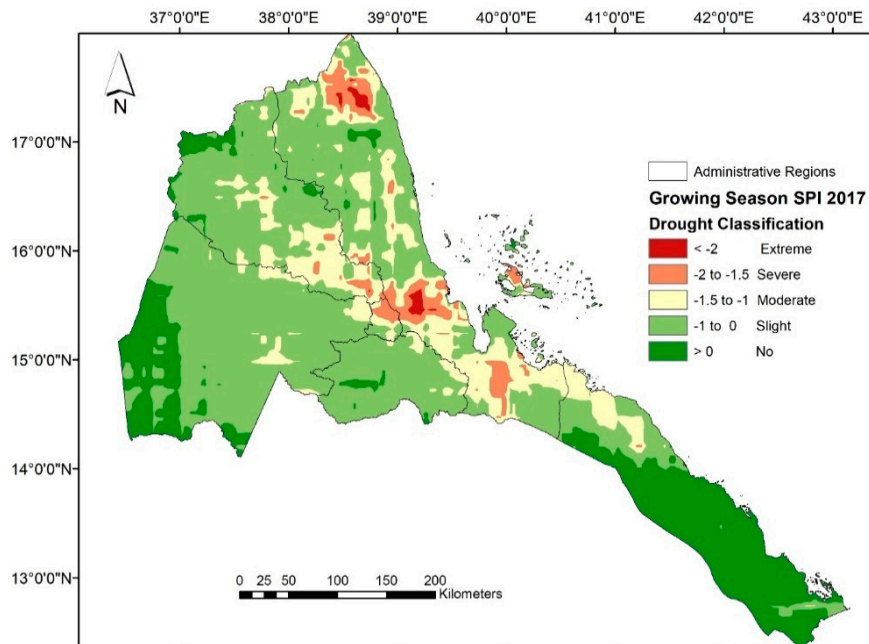 37°0'0"E 38°0'0"E 39°0'0"E 40°0'0"E 41°0'0"E 42°0'0"E 43°0'0"E
N
17°0'0"N
16°0'0"N
15°0'0"N
14°0'0"N
13°0'0"N
Administrative Regions
Growing Season SPI 2017
Drought Classification
< -2 Extreme
-2 to -1.5 Severe
-1.5 to -1 Moderate
-1 to 0 Slight
> 0 No
0 25 50 100 150 200
Kilometers